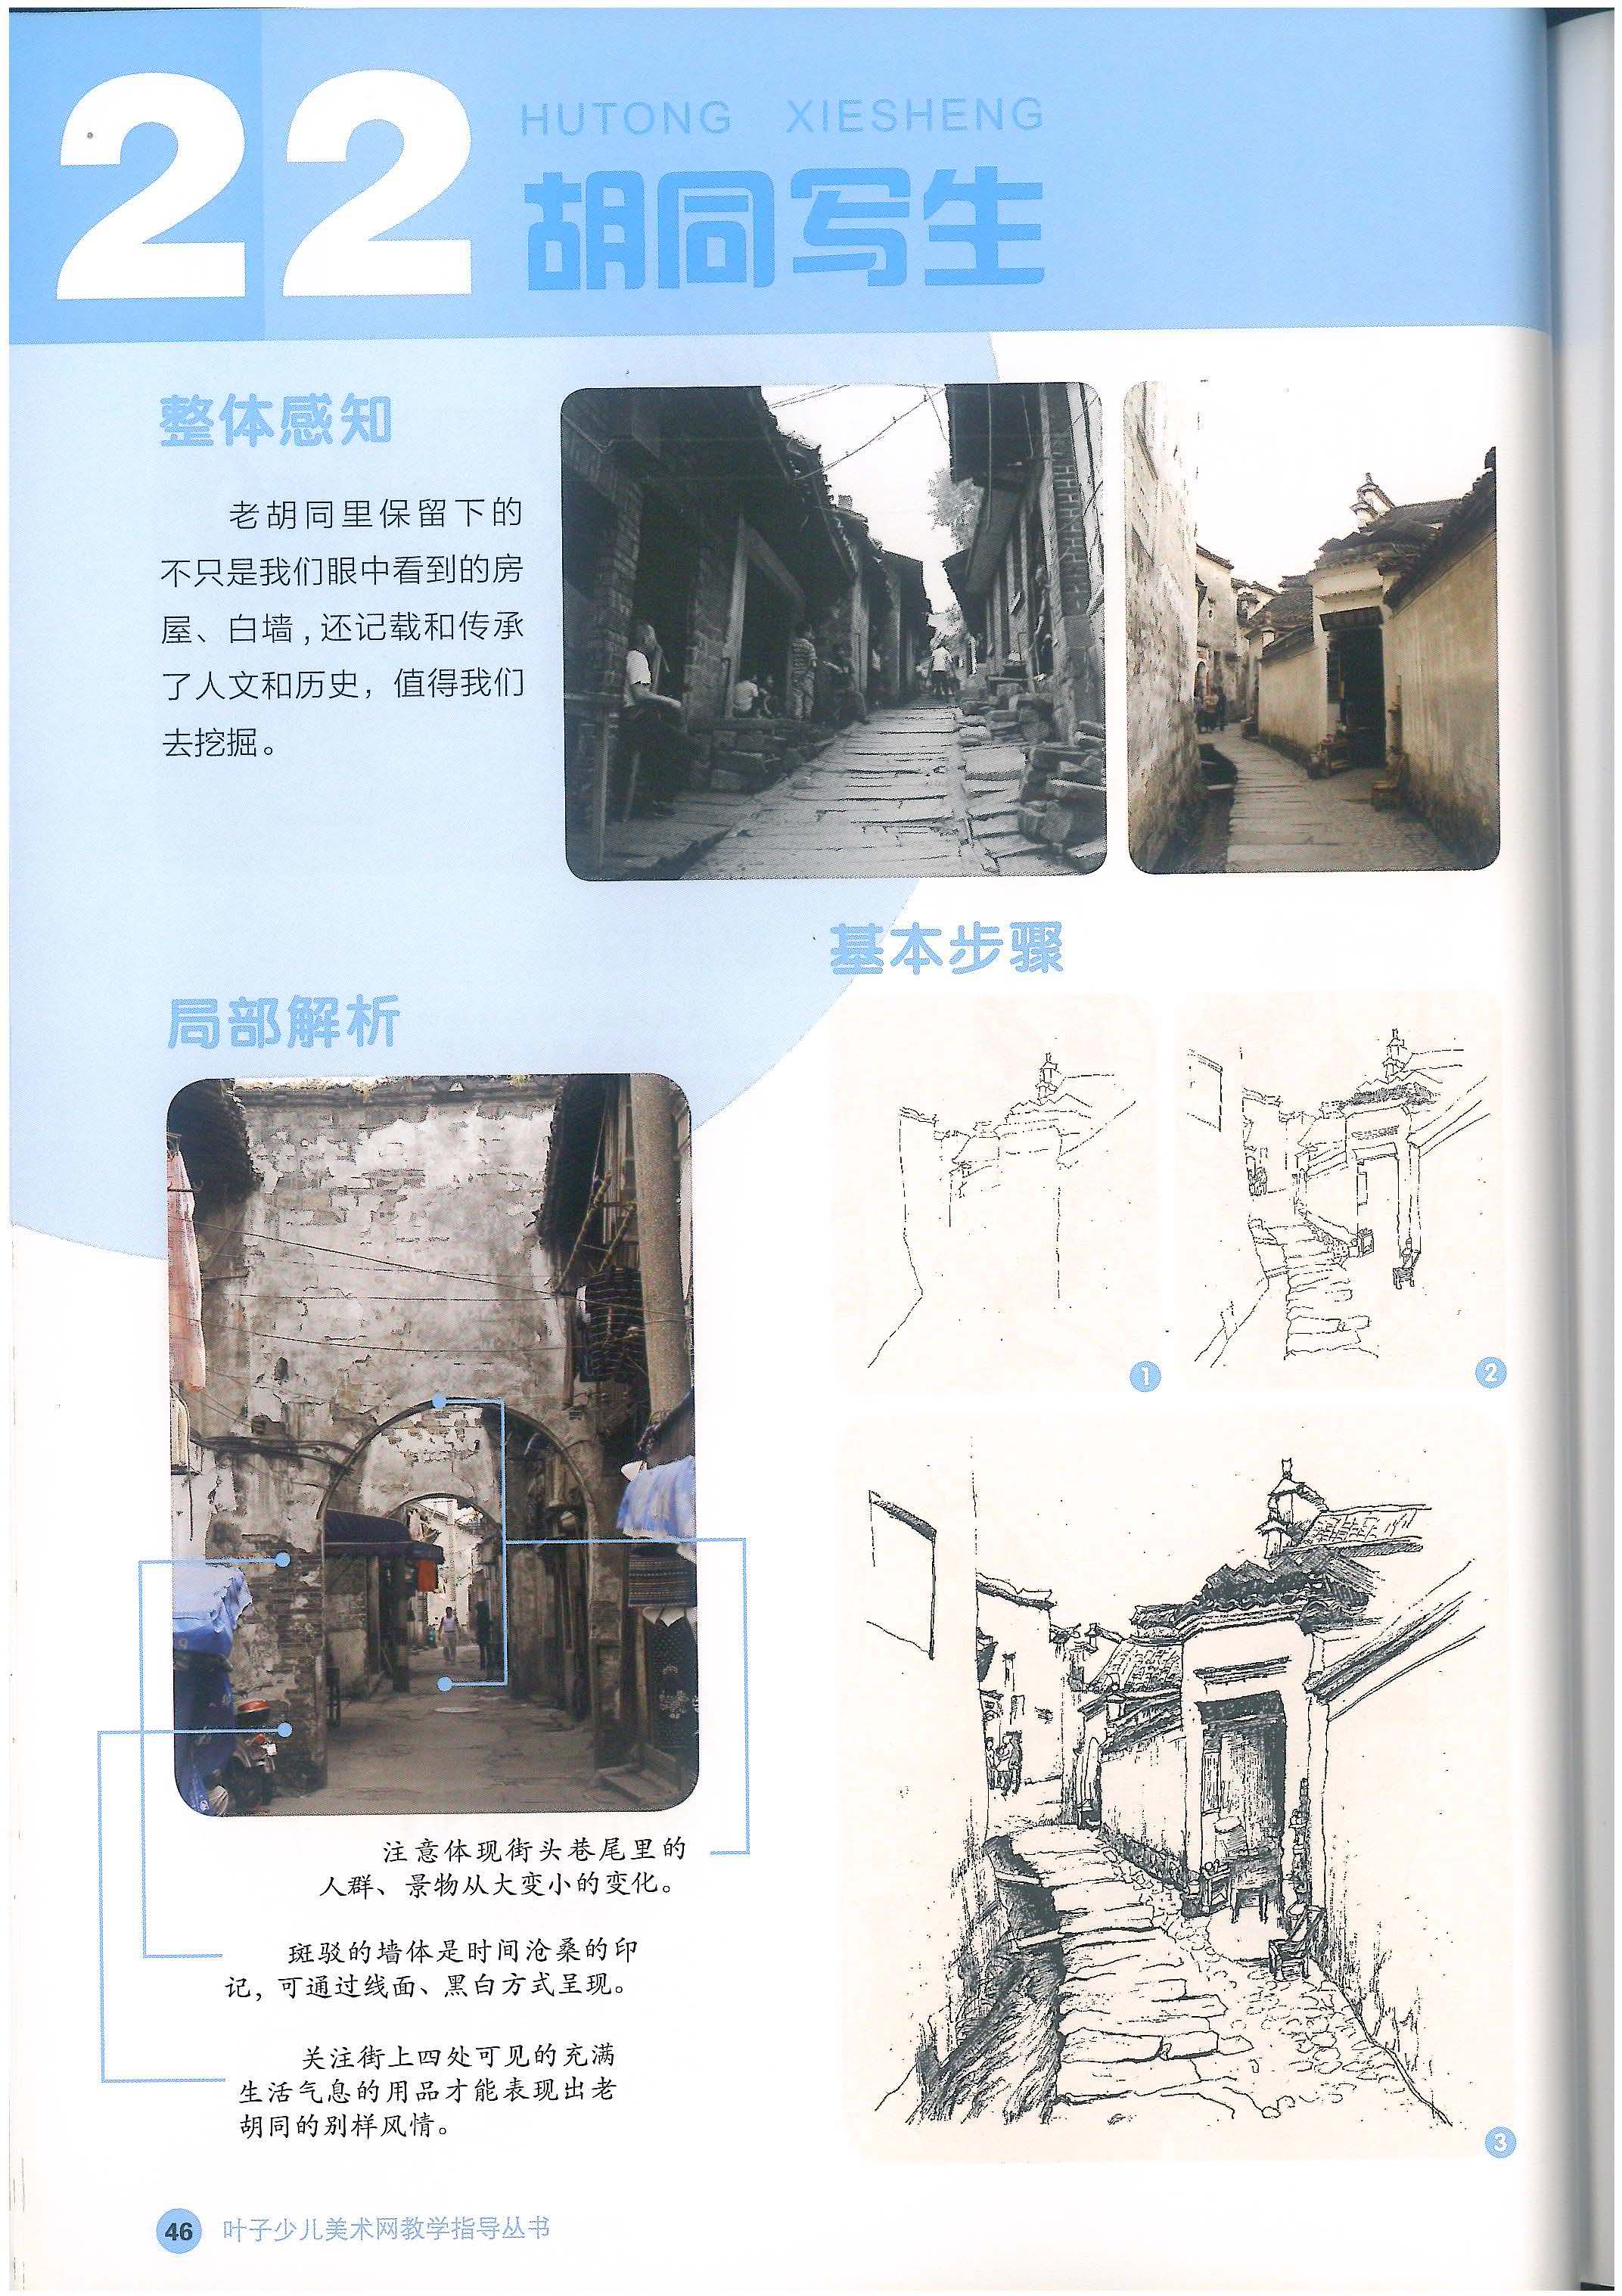 22
HUTONG XIESHENG
胡同写生
整体感知
老胡同里保留下的
不只是我们眼中看到的房
屋、白墙,还记载和传承
了人文和历史，值得我们
去挖掘。
基本步骤
局部解析
1
2
3
注意体现街头巷尾里的
人群、景物从大变小的变化。
斑驳的墙体是时间沧桑的印
记，可通过线面、黑白方式呈现。
关注街上四处可见的充满
生活气息的用品才能表现出老
胡同的别样风情。
46 叶子少儿美术网教学指导丛书